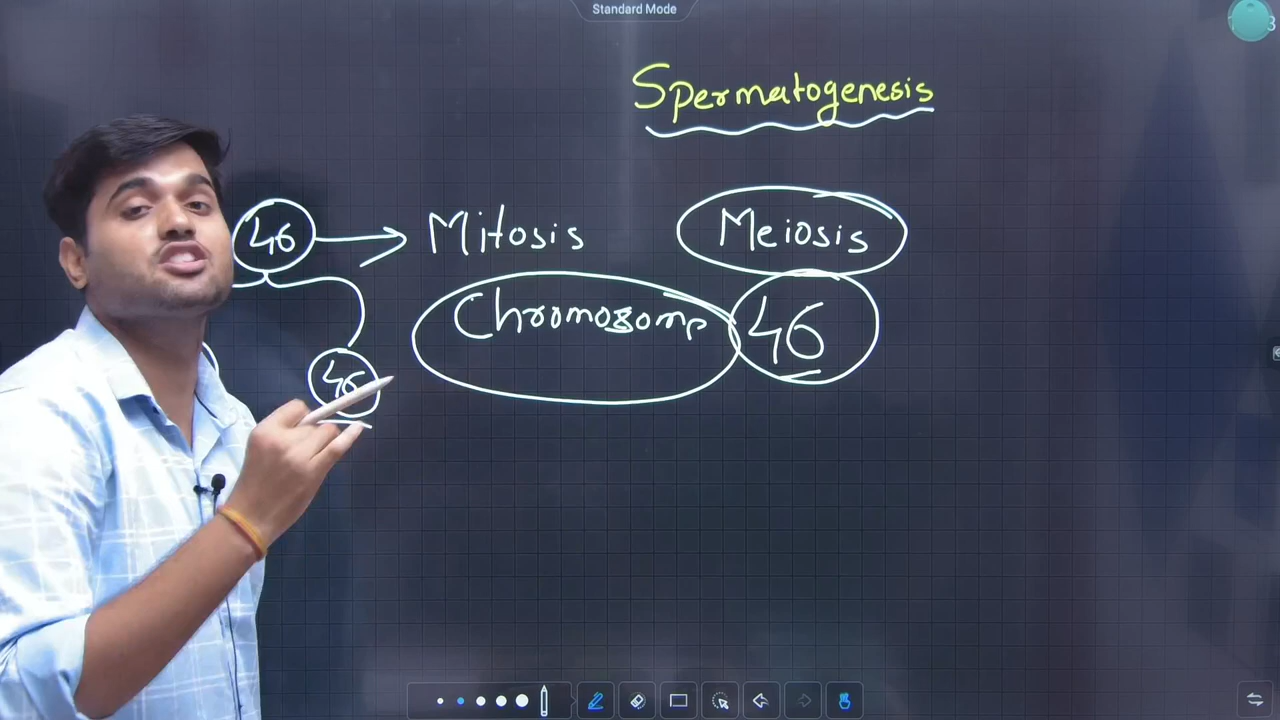 Standard Mode
Spermatogenesis
46 Mitosis Meiosis
Chromosome 46
46